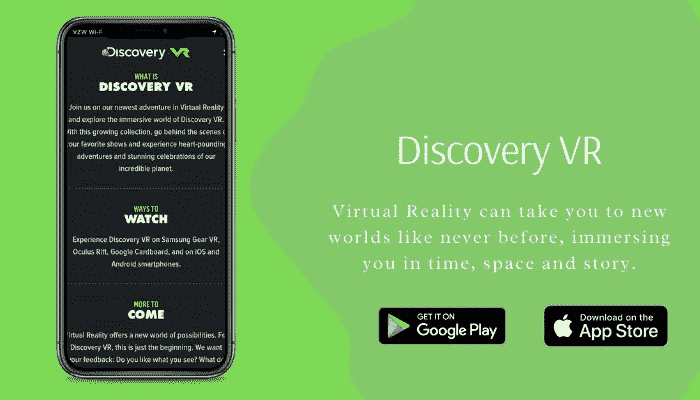 VZW Wi-Fi
Discovery VR
WHAT IS
DISCOVERY VR
Join us on our newest adventure in Virtual Reality
and explore the immersive world of Discovery VR.
With this growing collection, go behind the scenes
your favorite shows and experience heart-pounding
adventures and stunning celebrations of our
incredible planet.
WAYS TO
WATCH
Experience Discovery VR on Samsung Gear VR,
Oculus Rift, Google Cardboard, and on iOS and
Android smartphones.
MORE TO
COME
Virtual Reality offers a new world of possibilities.
Discovery VR, this is just the beginning. We want
your feedback: Do you like what you see? What
Discovery VR
Virtual Reality can take you to new
worlds like never before, immersing
you in time, space and story.
GET IT ON
Google Play
Download on the
App Store